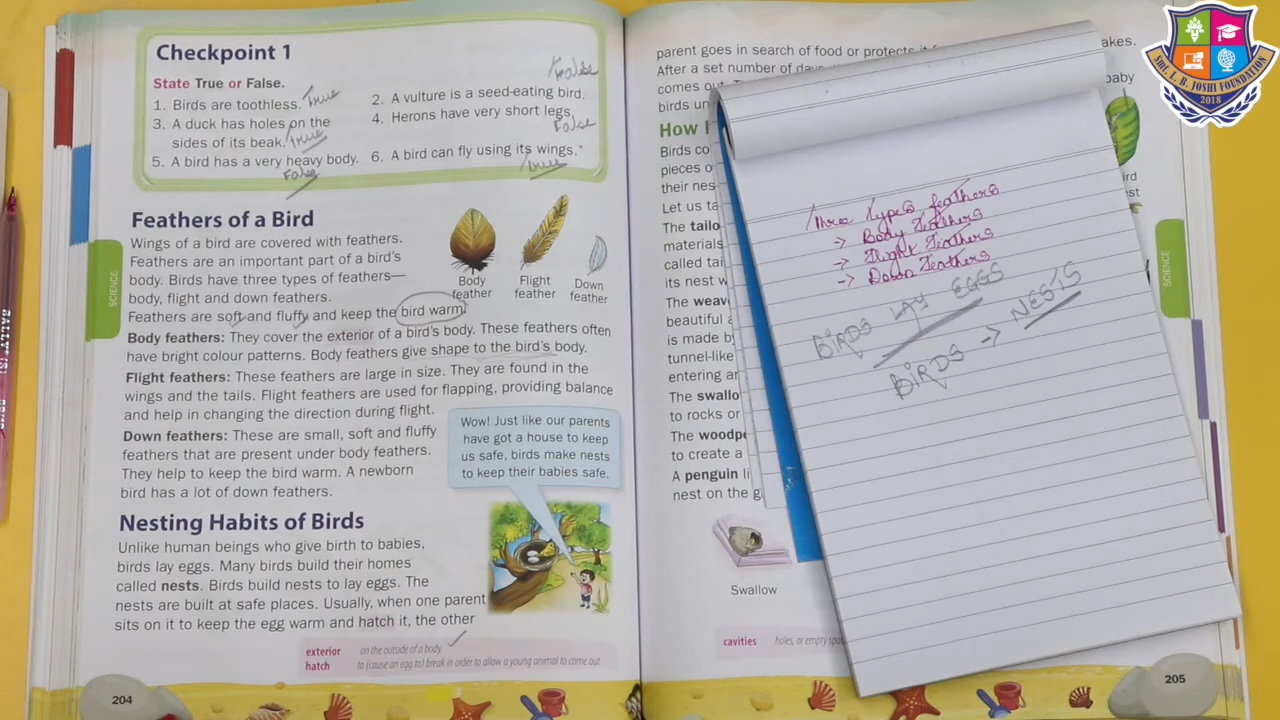 Checkpoint 1
State True or False.
1. Birds are toothless. True
2. A vulture is a seed-eating bird. False
3. A duck has holes on the
sides of its beak. True
4. Herons have very short legs. False
5. A bird has a very heavy body. False
6. A bird can fly using its wings. True
Feathers of a Bird
Wings of a bird are covered with feathers.
Feathers are an important part of a bird's
body. Birds have three types of feathers—
body, flight and down feathers.
Feathers are soft and fluffy and keep the bird warm.
Body
feather
Flight
feather
Down
feather
Body feathers: They cover the exterior of a bird's body. These feathers often
have bright colour patterns. Body feathers give shape to the bird's body.
Flight feathers: These feathers are large in size. They are found in the
wings and the tails. Flight feathers are used for flapping, providing balance
and help in changing the direction during flight.
Down feathers: These are small, soft and fluffy
feathers that are present under body feathers.
They help to keep the bird warm. A newborn
bird has a lot of down feathers.
Wow! Just like our parents
have got a house to keep
us safe, birds make nests
to keep their babies safe.
Nesting Habits of Birds
Unlike human beings who give birth to babies,
birds lay eggs. Many birds build their homes
called nests. Birds build nests to lay eggs. The
nests are built at safe places. Usually, when one parent
sits on it to keep the egg warm and hatch it, the other
exterior on the outside of a body
hatch to (cause an egg to) break in order to allow a young animal to come out
204
SCIENCE
parent goes in search of food or protects it
After a set number of days
comes
birds
baby
How
Birds
pieces
their
Let us
The
materials
called
its nest
The
beautiful
is made by
tunnel-like
entering
The swallo
to rocks or
The woodpe
to create a
A penguin
nest on the
Swallow
cavities holes, or empty
205
SCIENCE
Three Types feathers
-> Body Feathers
-> Flight Feathers
-> Down Feathers
BIRDS LAY EGGS
BIRDS -> NESTS
SHRI. L. B. JOSHI FOUNDATION
2018